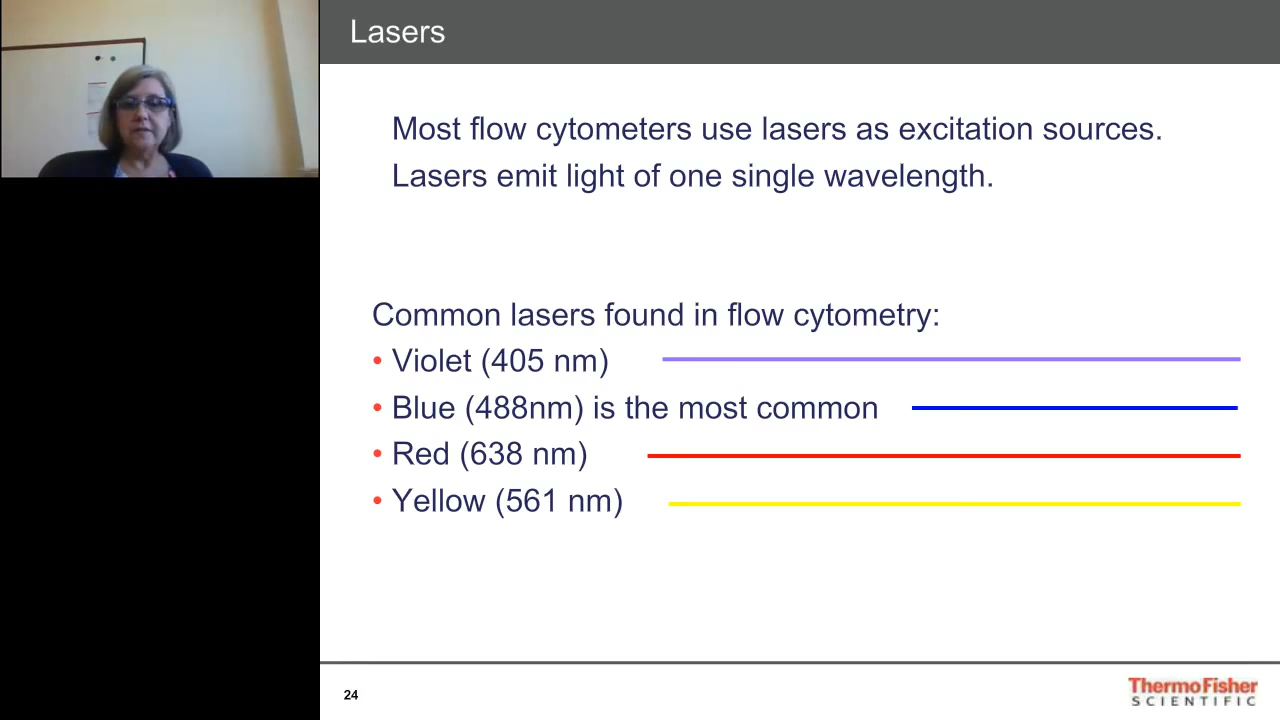 Lasers
Most flow cytometers use lasers as excitation sources.
Lasers emit light of one single wavelength.
Common lasers found in flow cytometry:
• Violet (405 nm)
• Blue (488nm) is the most common
• Red (638 nm)
• Yellow (561 nm)
24
ThermoFisher
SCIENTIFIC